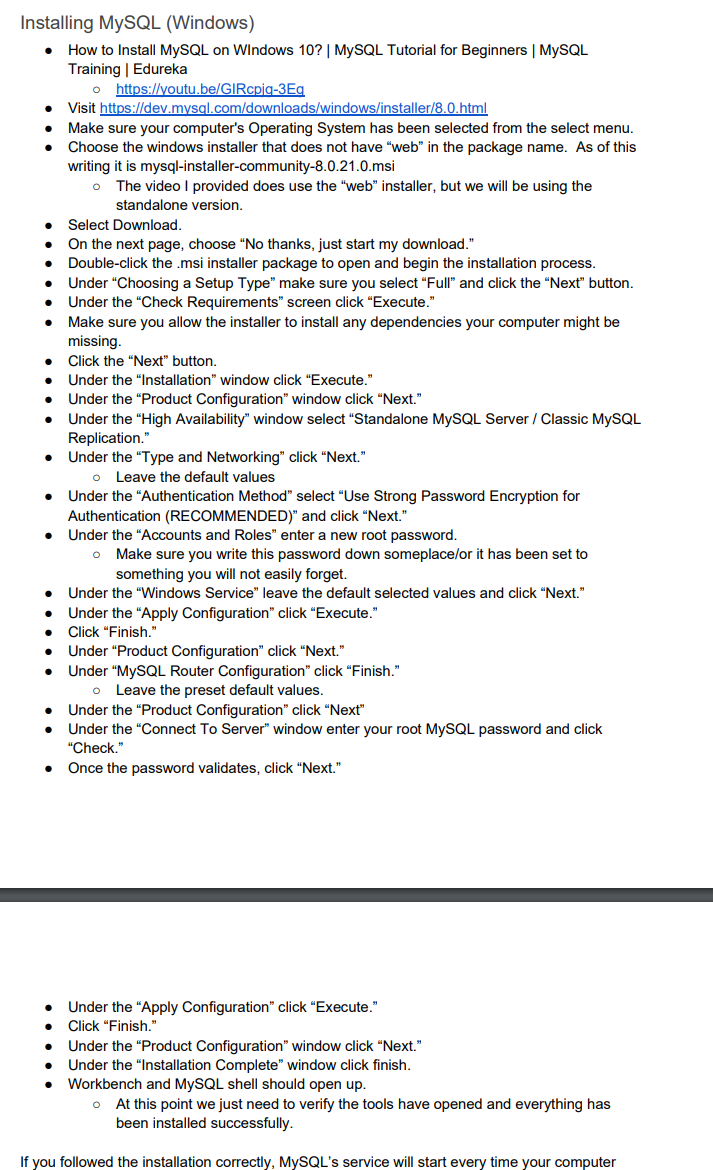 Installing MySQL (Windows)
● How to Install MySQL on WIndows 10? | MySQL Tutorial for Beginners | MySQL
Training | Edureka
○ https://youtu.be/GIRcpjq-3Eg
● Visit https://dev.mysql.com/downloads/windows/installer/8.0.html
● Make sure your computer's Operating System has been selected from the select menu.
● Choose the windows installer that does not have “web” in the package name. As of this
writing it is mysql-installer-community-8.0.21.0.msi
○ The video I provided does use the “web” installer, but we will be using the
standalone version.
● Select Download.
● On the next page, choose “No thanks, just start my download.”
● Double-click the .msi installer package to open and begin the installation process.
● Under “Choosing a Setup Type” make sure you select “Full” and click the “Next” button.
● Under the “Check Requirements” screen click “Execute.”
● Make sure you allow the installer to install any dependencies your computer might be
missing.
● Click the “Next” button.
● Under the “Installation” window click “Execute.”
● Under the “Product Configuration” window click “Next.”
● Under the “High Availability” window select “Standalone MySQL Server / Classic MySQL
Replication.”
● Under the “Type and Networking” click “Next.”
○ Leave the default values
● Under the “Authentication Method” select “Use Strong Password Encryption for
Authentication (RECOMMENDED)” and click “Next.”
● Under the “Accounts and Roles” enter a new root password.
○ Make sure you write this password down someplace/or it has been set to
something you will not easily forget.
● Under the “Windows Service” leave the default selected values and click “Next.”
● Under the “Apply Configuration” click “Execute.”
● Click “Finish.”
● Under “Product Configuration” click “Next.”
● Under “MySQL Router Configuration” click “Finish.”
○ Leave the preset default values.
● Under the “Product Configuration” click “Next”
● Under the “Connect To Server” window enter your root MySQL password and click
“Check.”
● Once the password validates, click “Next.”
● Under the “Apply Configuration” click “Execute.”
● Click “Finish.”
● Under the “Product Configuration” window click “Next.”
● Under the “Installation Complete” window click finish.
● Workbench and MySQL shell should open up.
○ At this point we just need to verify the tools have opened and everything has
been installed successfully.
If you followed the installation correctly, MySQL’s service will start every time your computer